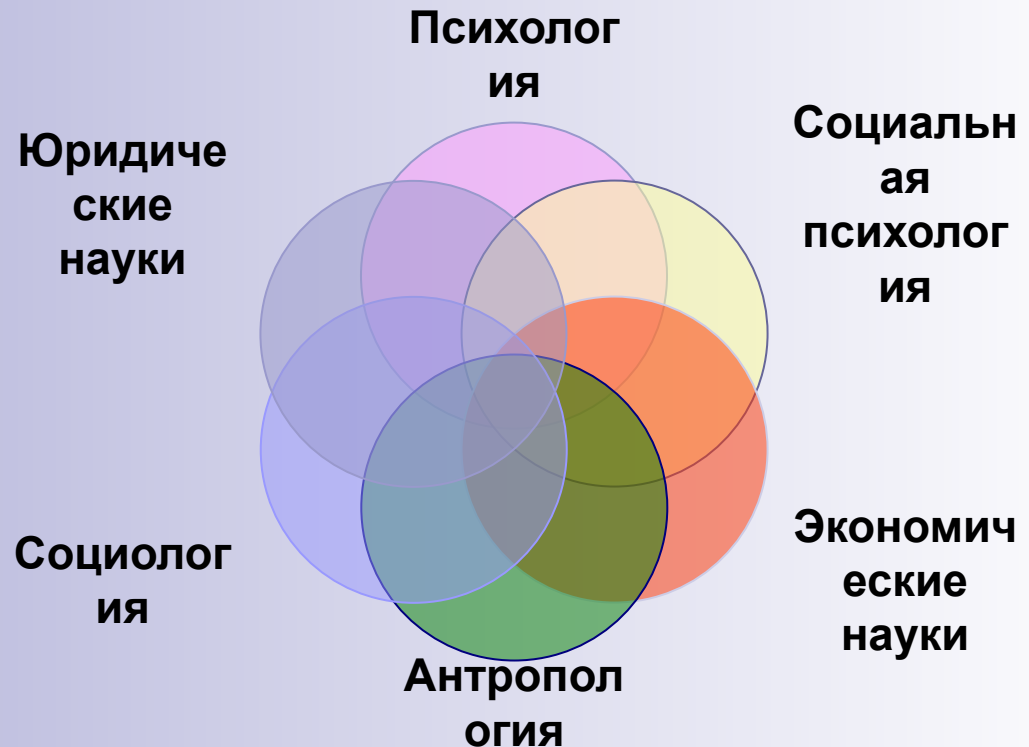 Психолог
ия
Социальн
ая
психолог
ия
Юридиче
ские
науки
Экономич
еские
науки
Социолог
ия
Антропол
огия